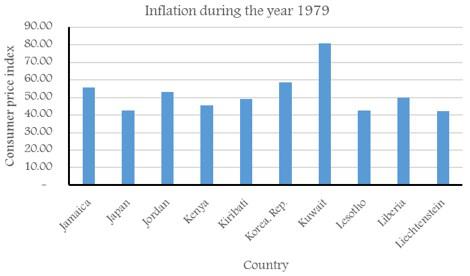 Inflation during the year 1979
Consumer price index
90.00
80.00
70.00
60.00
50.00
40.00
30.00
20.00
10.00
-
Jamaica
Japan
Jordan
Kenya
Kiribati
Korea, Rep.
Kuwait
Lesotho
Liberia
Liechtenstein
Country